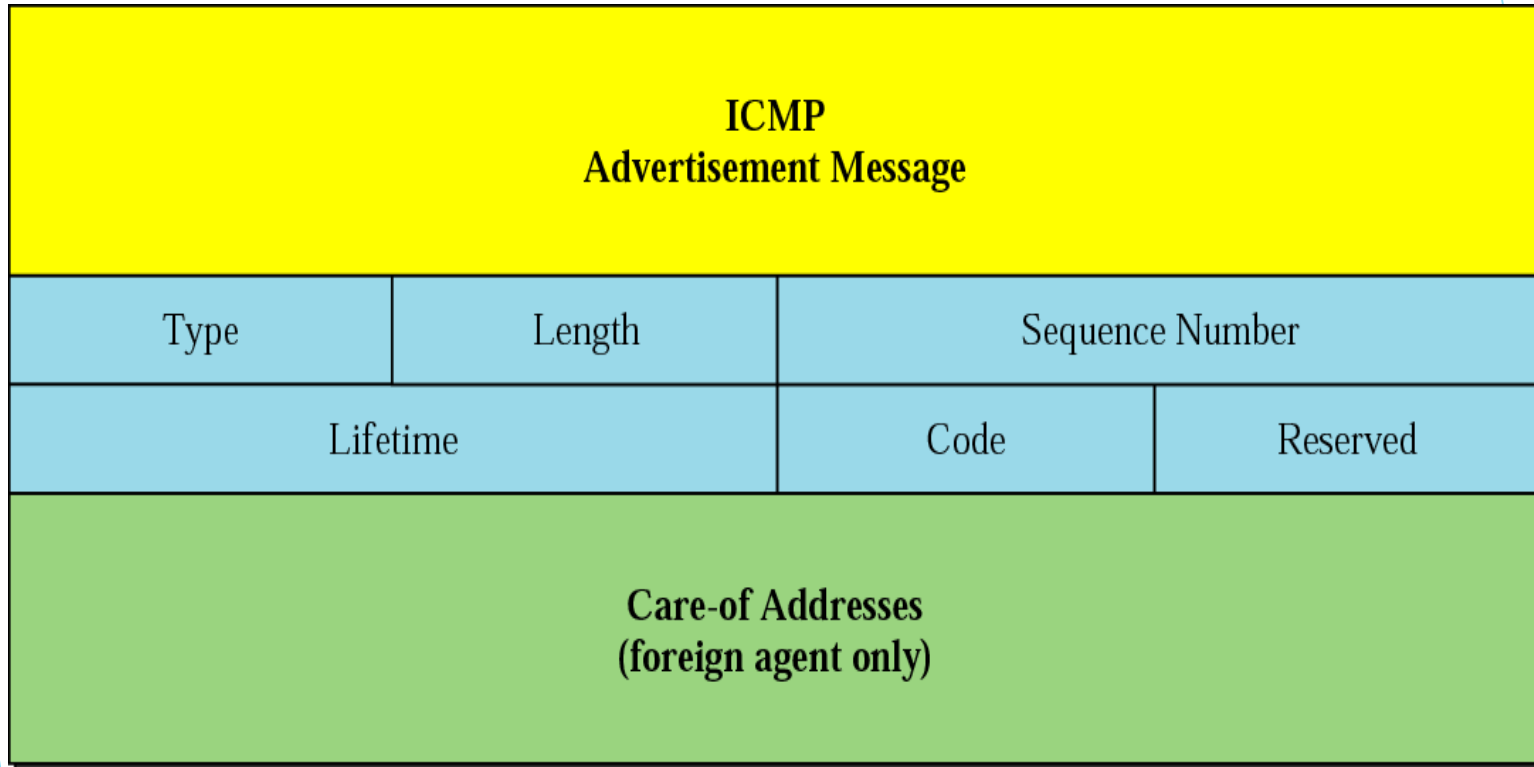 ICMP
Advertisement Message
Type Length Sequence Number
Lifetime Code Reserved
Care-of Addresses
(foreign agent only)